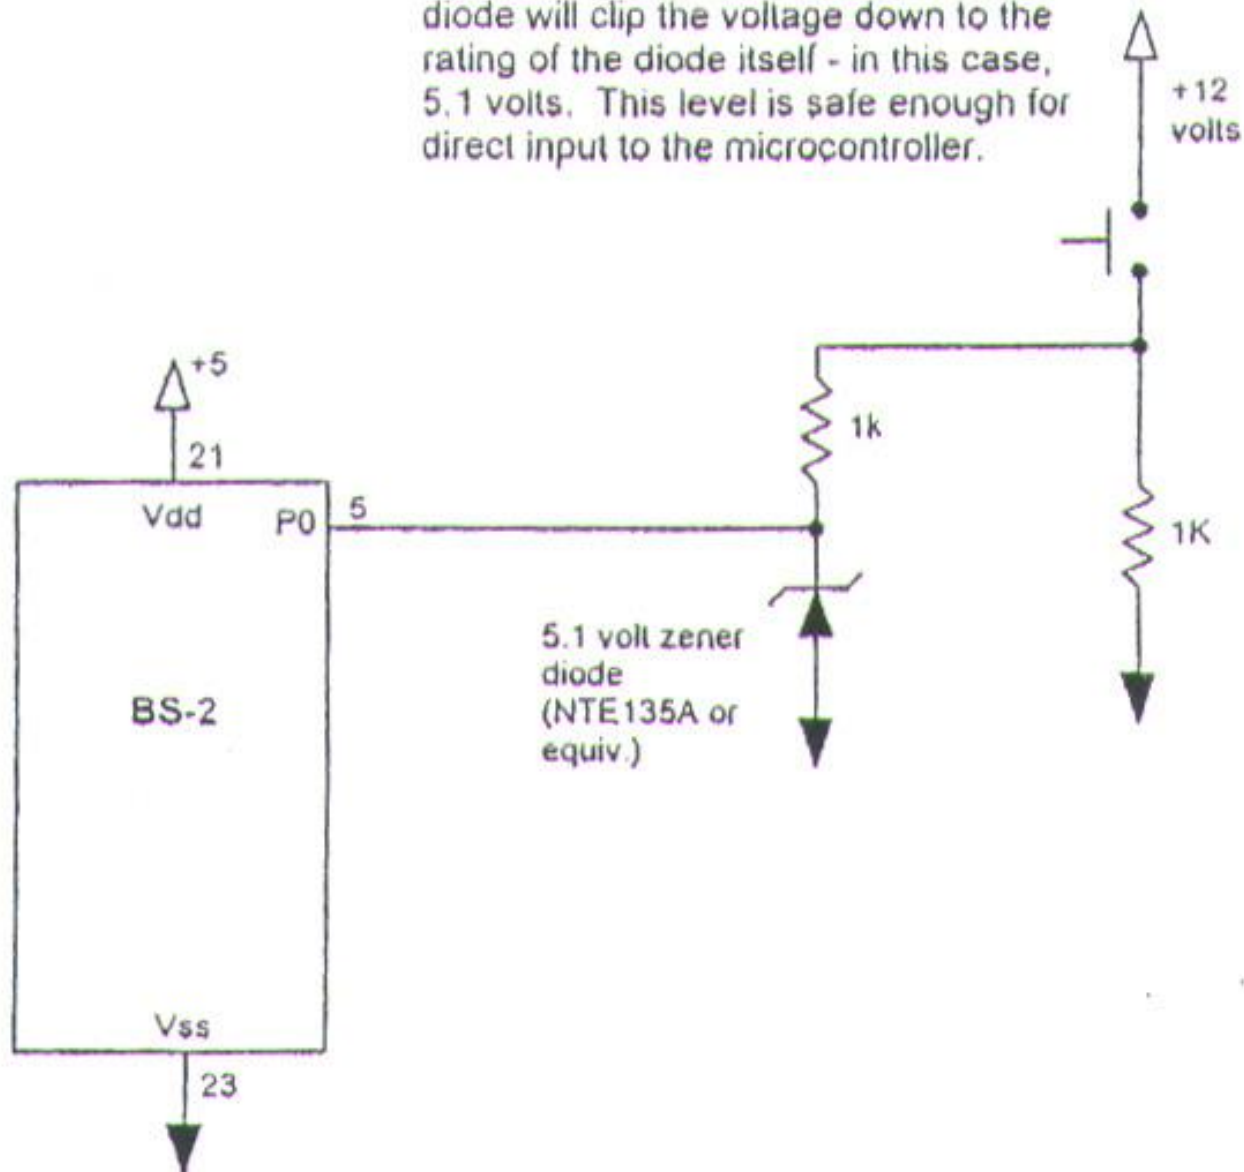 diode will clip the voltage down to the
rating of the diode itself - in this case,
5.1 volts. This level is safe enough for
direct input to the microcontroller.
+12
volts
+5
21
1k
Vdd
P0
5
1K
5.1 volt zener
diode
(NTE135A or
equiv.)
BS-2
Vss
23